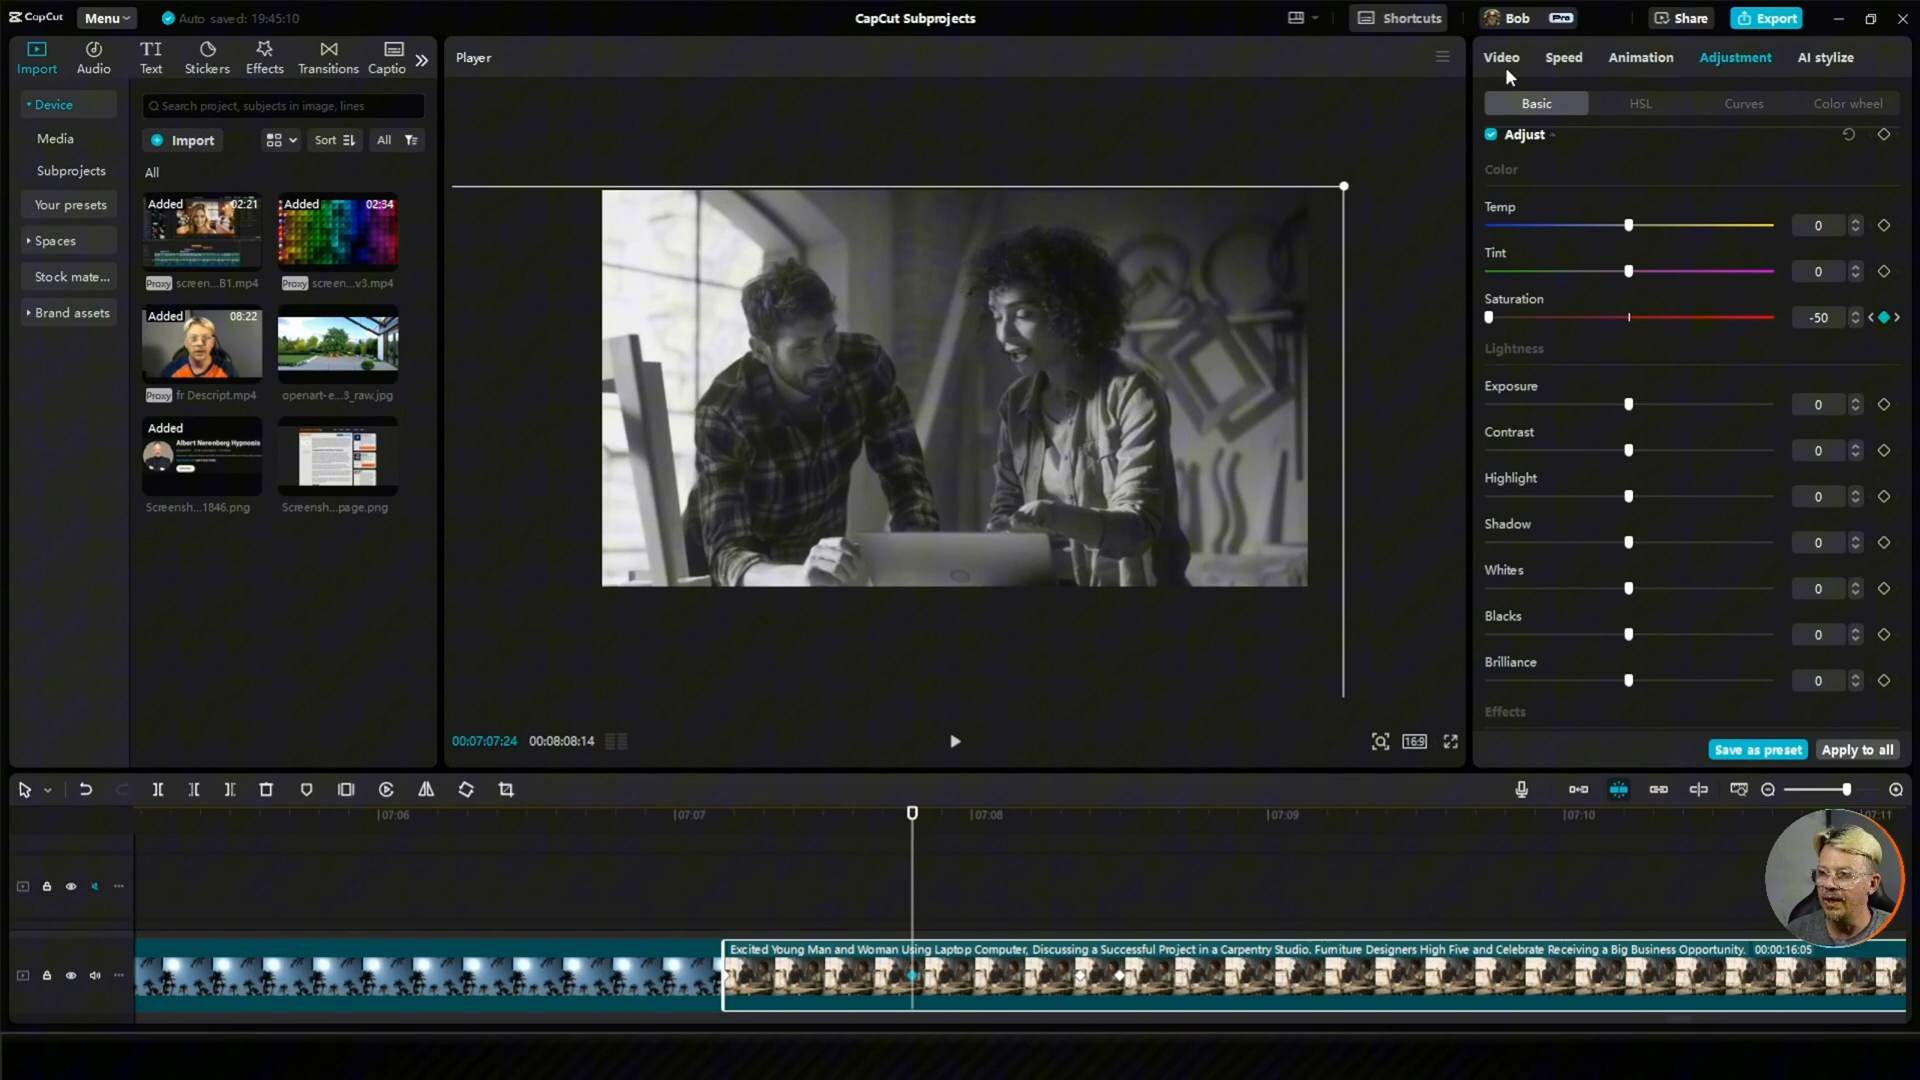 CapCut
Menu
Auto saved: 19:45:10
CapCut Subprojects
Shortcuts
Bob
Pro
Share
Export
Import
Audio
TI
Text
Stickers
Effects
Transitions
Captio
Device
Media
Subprojects
Your presets
Spaces
Stock mate...
Brand assets
Search project, subjects in image, lines
Import
Sort
All
All
Added
02:21
Added
02:34
Proxy
screen...B1.mp4
Proxy
screen...v3.mp4
Added
08:22
Proxy
fr Descript.mp4
openart-e...3_raw.jpg
Added
Albert Nerenberg Hypnosis
Screensh...1846.png
Screensh...page.png
Player
00:07:07:24
00:08:08:14
16:9
Video
Speed
Animation
Adjustment
AI stylize
Basic
HSL
Curves
Color wheel
Adjust
Color
Temp
0
Tint
0
Saturation
-50
Lightness
Exposure
0
Contrast
0
Highlight
0
Shadow
0
Whites
0
Blacks
0
Brilliance
0
Effects
Save as preset
Apply to all
07:06
07:07
07:08
07:09
07:10
07:11
Excited Young Man and Woman Using Laptop Computer, Discussing a Successful Project in a Carpentry Studio. Furniture Designers High Five and Celebrate Receiving a Big Business Opportunity. 00:00:16:05